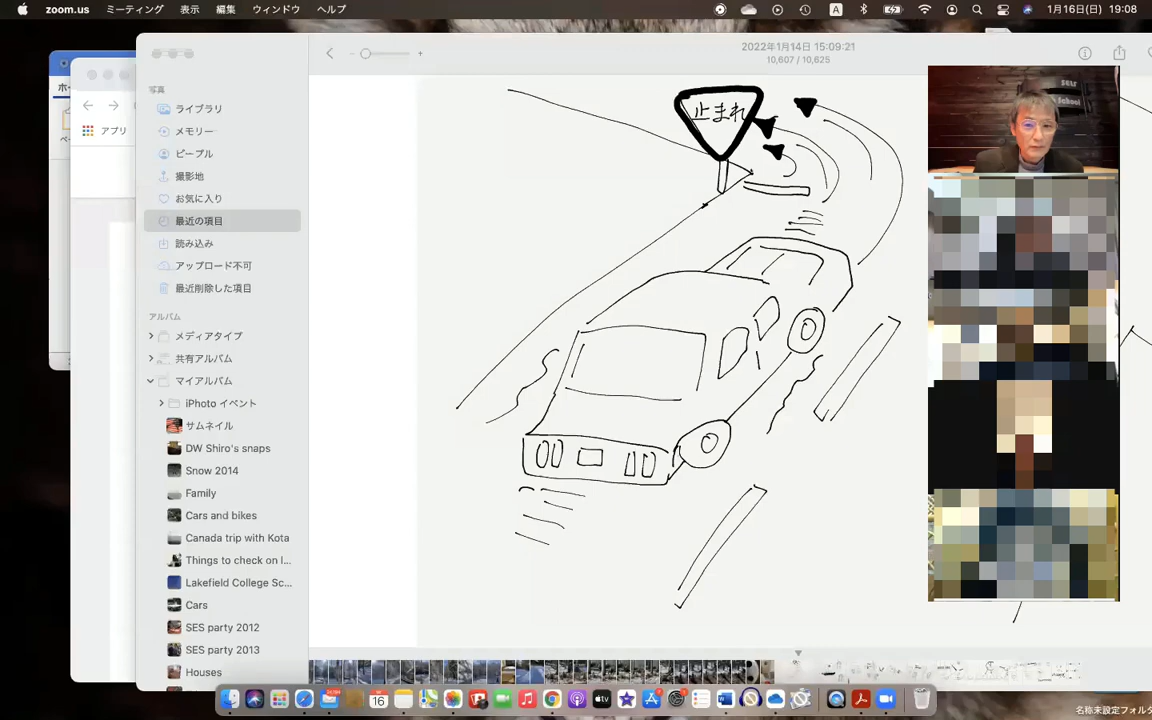 zoom.us ミーティング 表示 編集 ウィンドウ ヘルプ
A
1月16日(日) 19:08
ホ
アプリ
2022年1月14日 15:09:21
10,607 / 10,625
写真
ライブラリ
メモリー
ピープル
撮影地
お気に入り
最近の項目
読み込み
アップロード不可
最近削除した項目
アルバム
メディアタイプ
共有アルバム
マイアルバム
iPhoto イベント
サムネイル
DW Shiro's snaps
Snow 2014
Family
Cars and bikes
Canada trip with Kota
Things to check on l...
Lakefield College Sc...
Cars
SES party 2012
SES party 2013
Houses
止まれ
SELF
School
16
名称未設定フォルダ